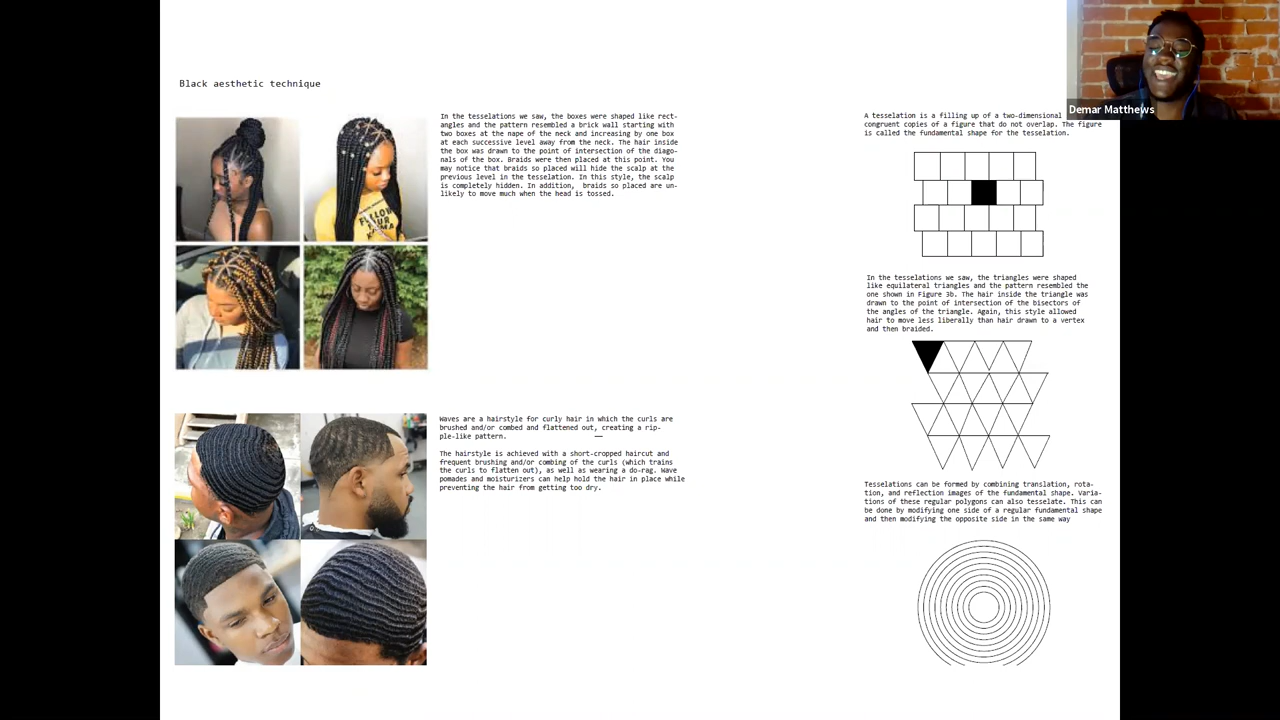 Black aesthetic technique
In the tesselations we saw, the boxes were shaped like rect-
angles and the pattern resembled a brick wall starting with
two boxes at the nape of the neck and increasing by one box
at each successive level away from the neck. The hair inside
the box was drawn to the point of intersection of the diago-
nals of the box. Braids were then placed at this point. You
may notice that braids so placed will hide the scalp at the
previous level in the tesselation. In this style, the scalp
is completely hidden. In addition, braids so placed are un-
likely to move much when the head is tossed.
Waves are a hairstyle for curly hair in which the curls are
brushed and/or combed and flattened out, creating a rip-
ple-like pattern.
The hairstyle is achieved with a short-cropped haircut and
frequent brushing and/or combing of the curls (which trains
the curls to flatten out), as well as wearing a do-rag. Wave
pomades and moisturizers can help hold the hair in place while
preventing the hair from getting too dry.
Demar Matthews
A tesselation is a filling up of a two-dimensional
congruent copies of a figure that do not overlap. The figure
is called the fundamental shape for the tesselation.
In the tesselations we saw, the triangles were shaped
like equilateral triangles and the pattern resembled the
one shown in Figure 3b. The hair inside the triangle was
drawn to the point of intersection of the bisectors of
the angles of the triangle. Again, this style allowed
hair to move less liberally than hair drawn to a vertex
and then braided.
Tesselations can be formed by combining translation, rota-
tion, and reflection images of the fundamental shape. Varia-
tions of these regular polygons can also tesselate. This can
be done by modifying one side of a regular fundamental shape
and then modifying the opposite side in the same way